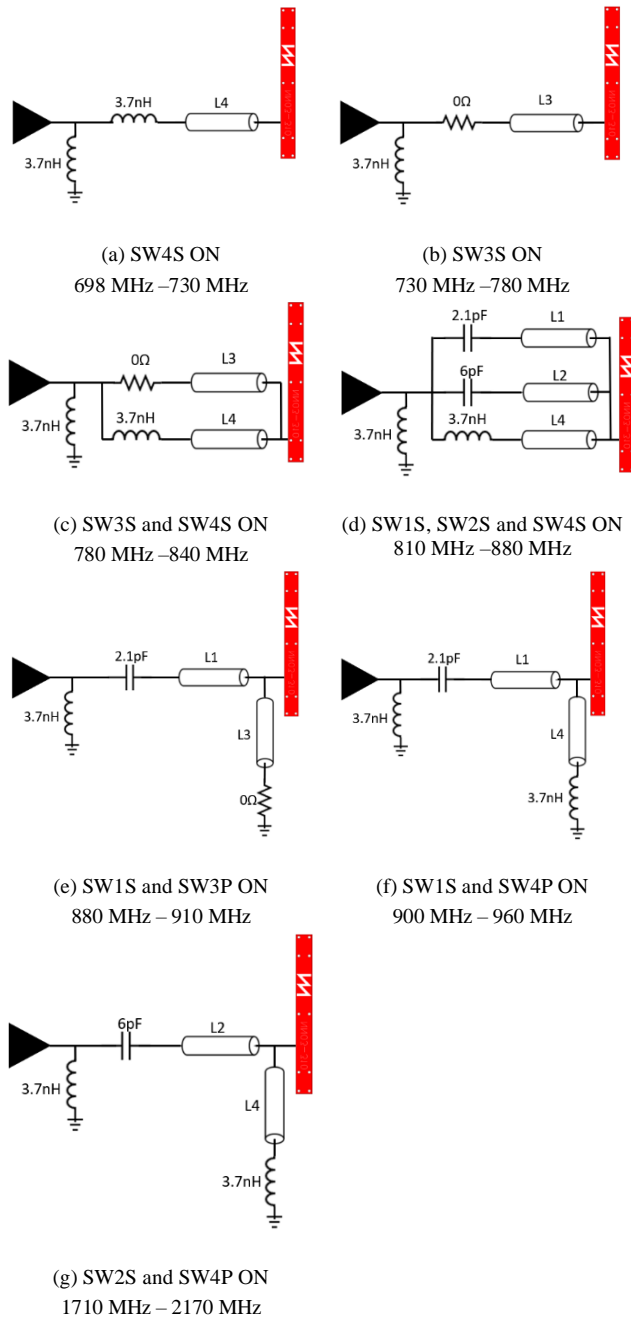 3.7nH
L4
3.7nH
(a) SW4S ON
698 MHz –730 MHz
0Ω
L3
3.7nH
(b) SW3S ON
730 MHz –780 MHz
0Ω
L3
3.7nH
3.7nH
L4
(c) SW3S and SW4S ON
780 MHz –840 MHz
2.1pF
L1
6pF
L2
3.7nH
3.7nH
L4
(d) SW1S, SW2S and SW4S ON
810 MHz –880 MHz
2.1pF
L1
3.7nH
L3
0Ω
(e) SW1S and SW3P ON
880 MHz – 910 MHz
2.1pF
L1
3.7nH
L4
3.7nH
(f) SW1S and SW4P ON
900 MHz – 960 MHz
6pF
L2
3.7nH
L4
3.7nH
(g) SW2S and SW4P ON
1710 MHz – 2170 MHz